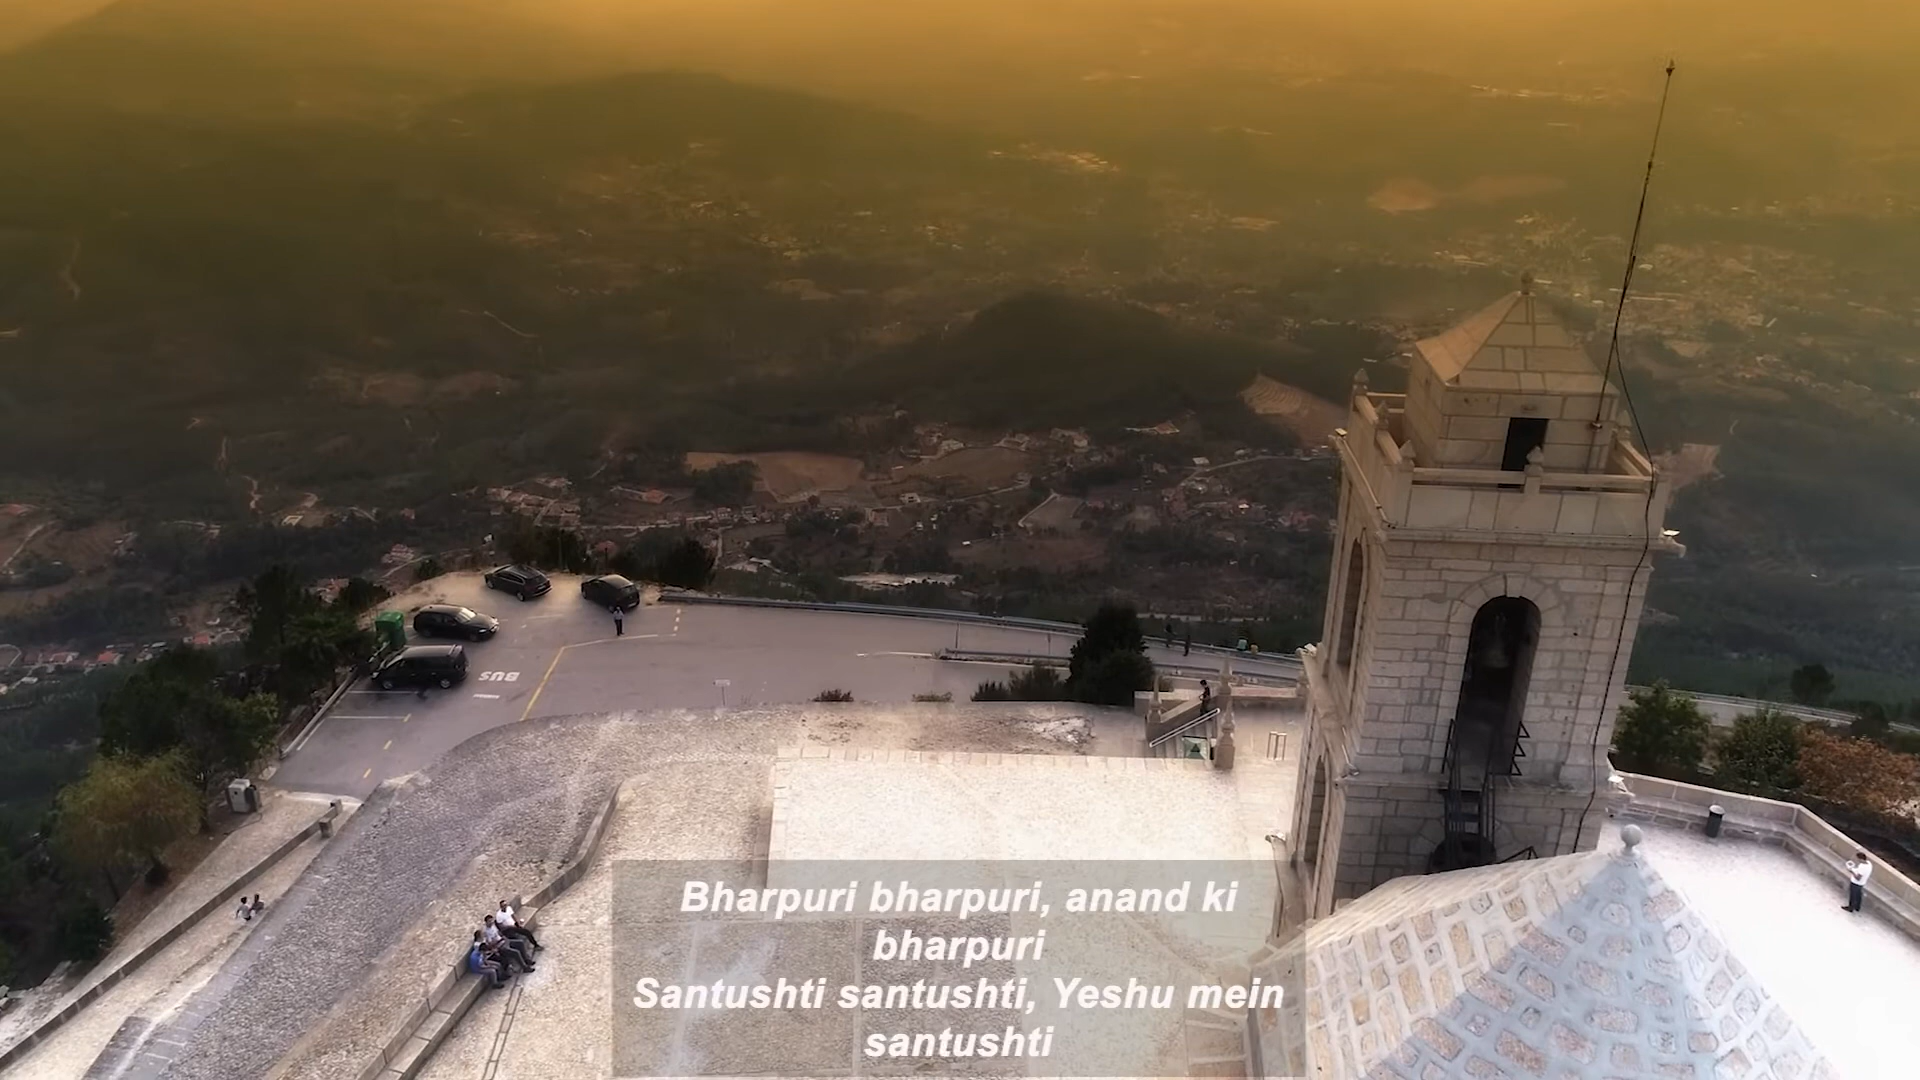 BUS
Bharpuri bharpuri, anand ki
bharpuri
Santushti santushti, Yeshu mein
santushti